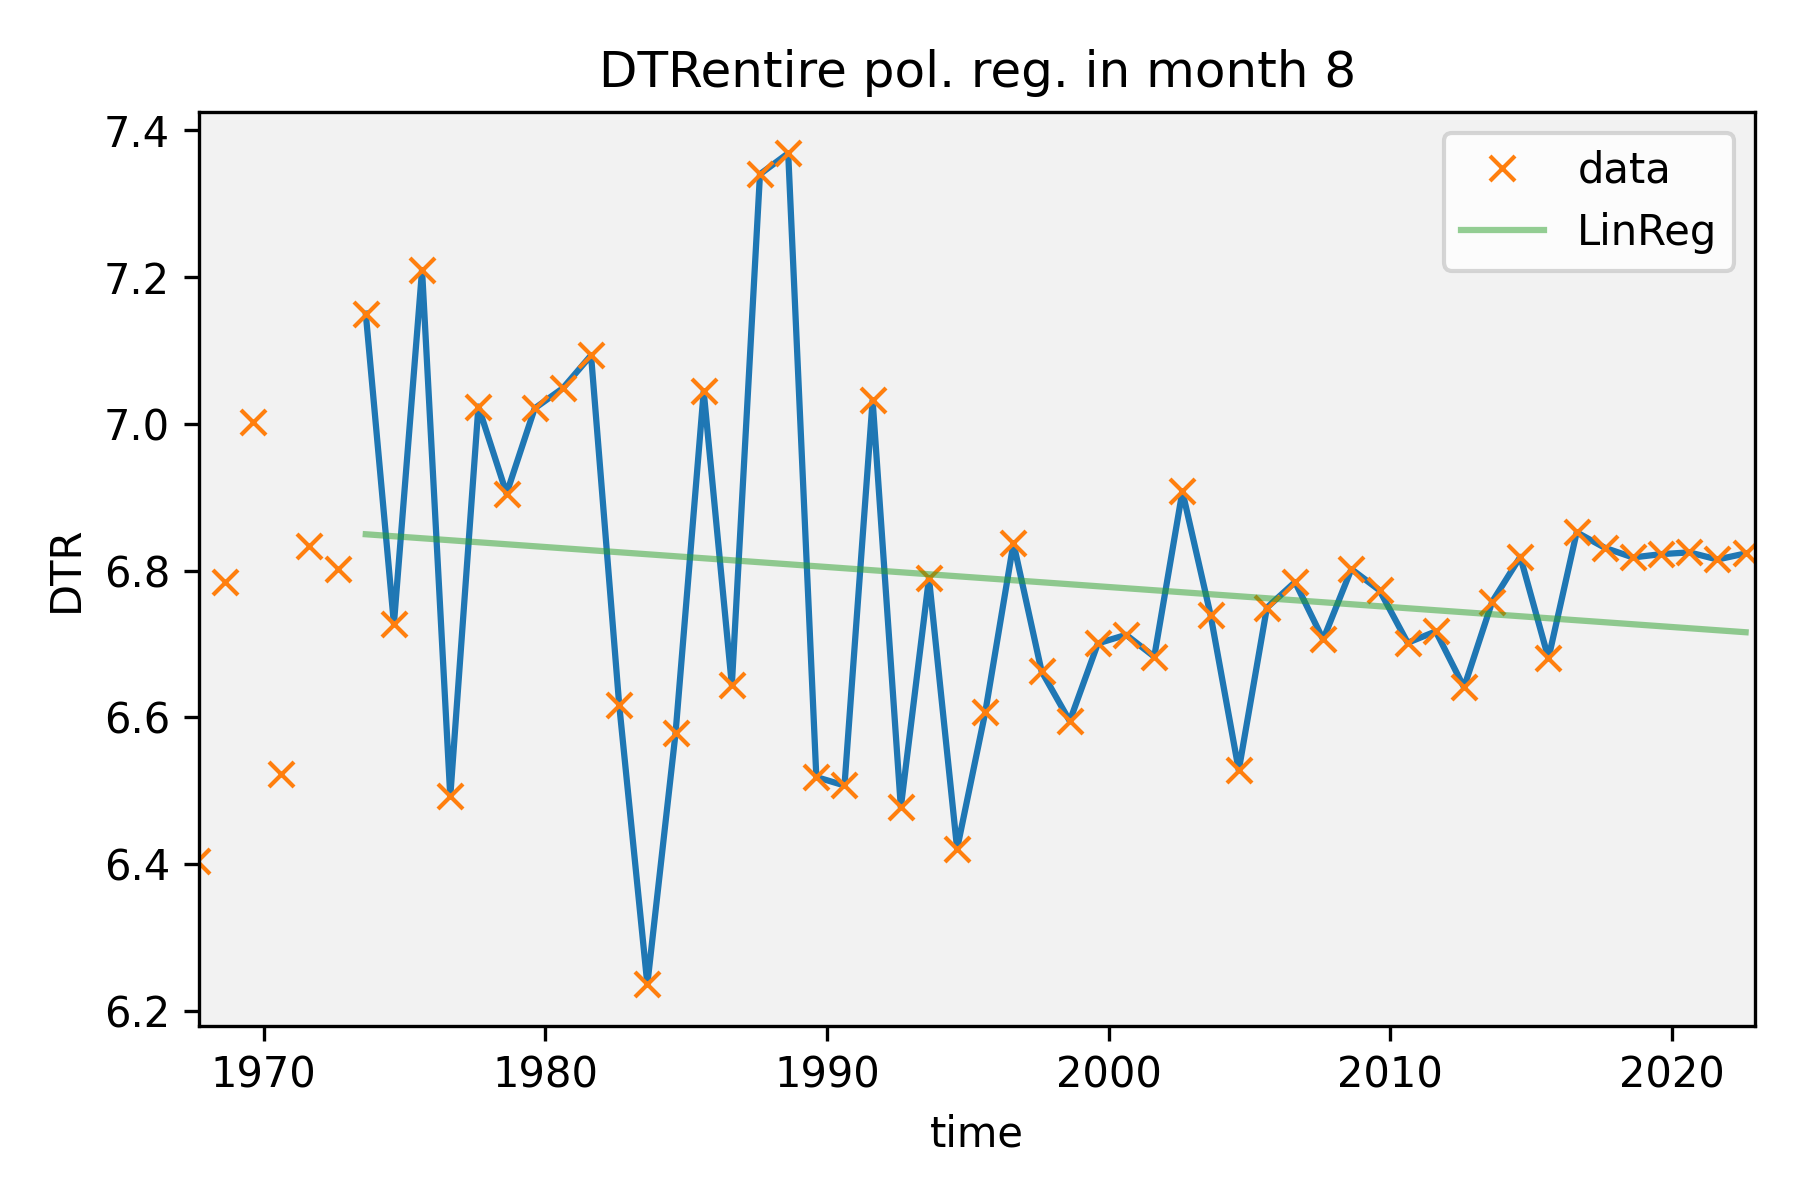 DTRentire pol. reg. in month 8
7.4
7.2
7.0
6.8
6.6
6.4
6.2
DTR
data
LinReg
1970 1980 1990 2000 2010 2020
time